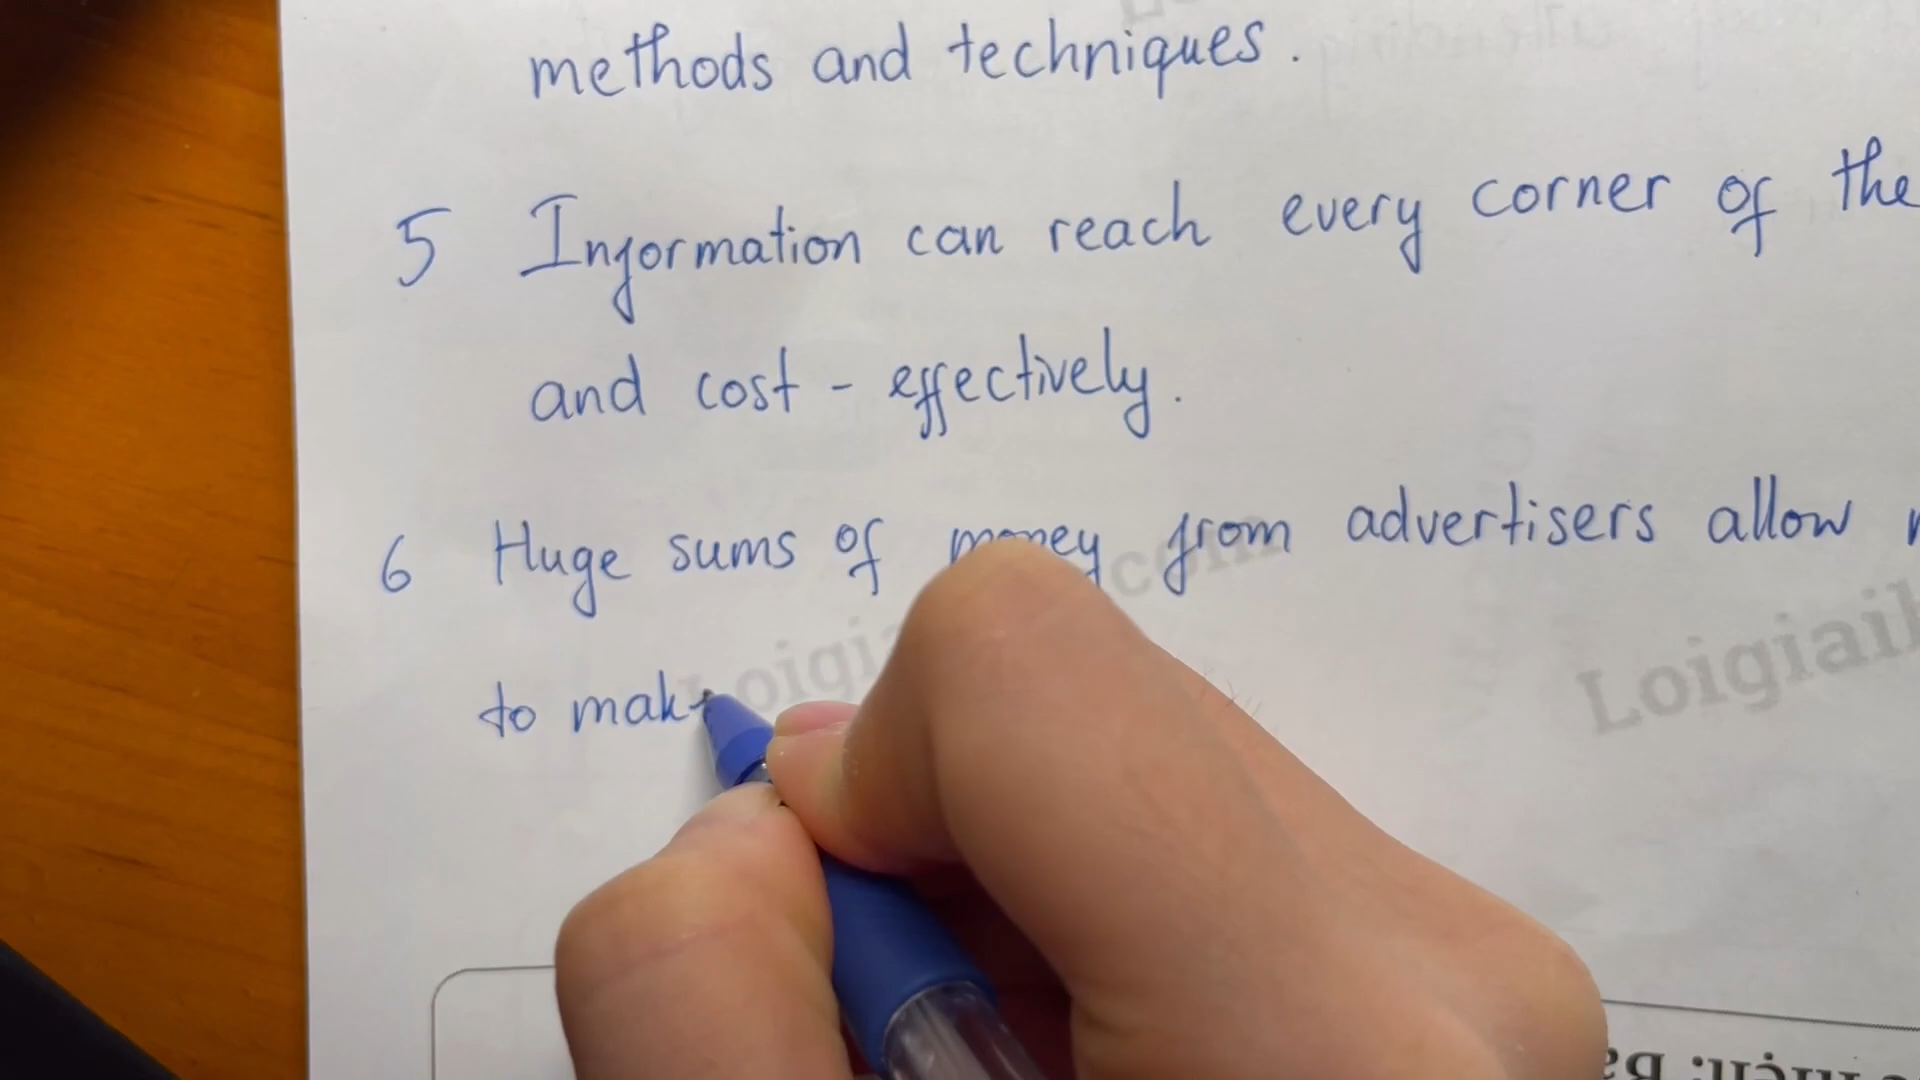 methods and techniques.
5 Information can reach every corner of the
and cost-effectively.
6 Huge sums of money from advertisers allow
to mak